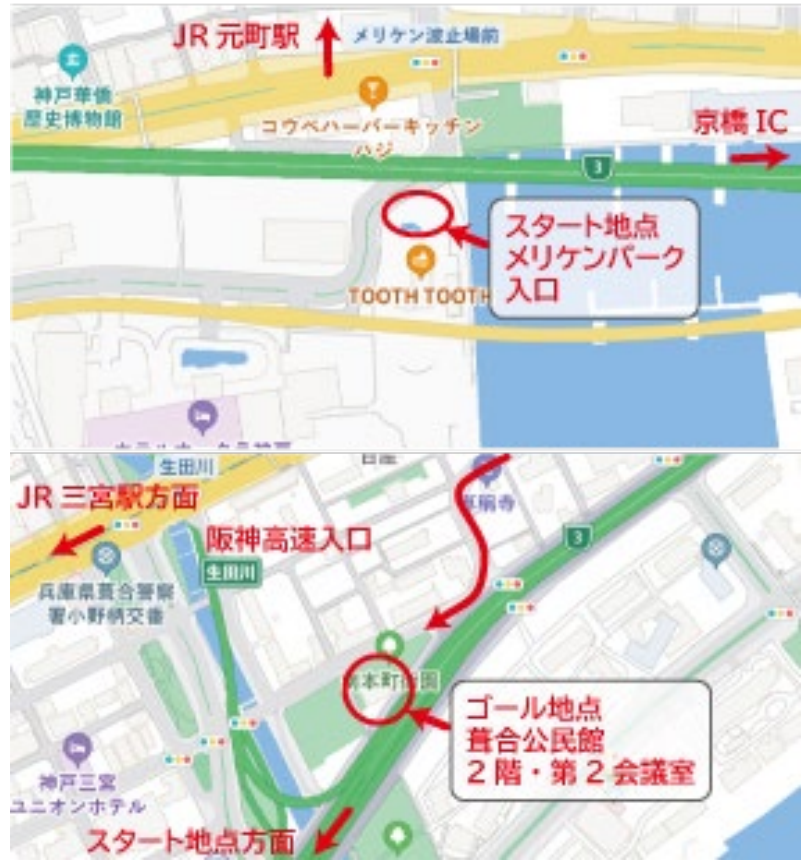 JR 元町駅
メリケン波止場前
神戸華僑
歴史博物館
コウベハーバーキッチン
ハジ
京橋 IC
3
スタート地点
メリケンパーク
入口
TOOTH TOOTH
生田川
JR 三宮駅方面
阪神高速入口
生田川
3
兵庫県葺合警察
署小野柄交番
本町
ゴール地点
葺合公民館
2 階・第 2 会議室
神戸三宮
ユニオンホテル
スタート地点方面